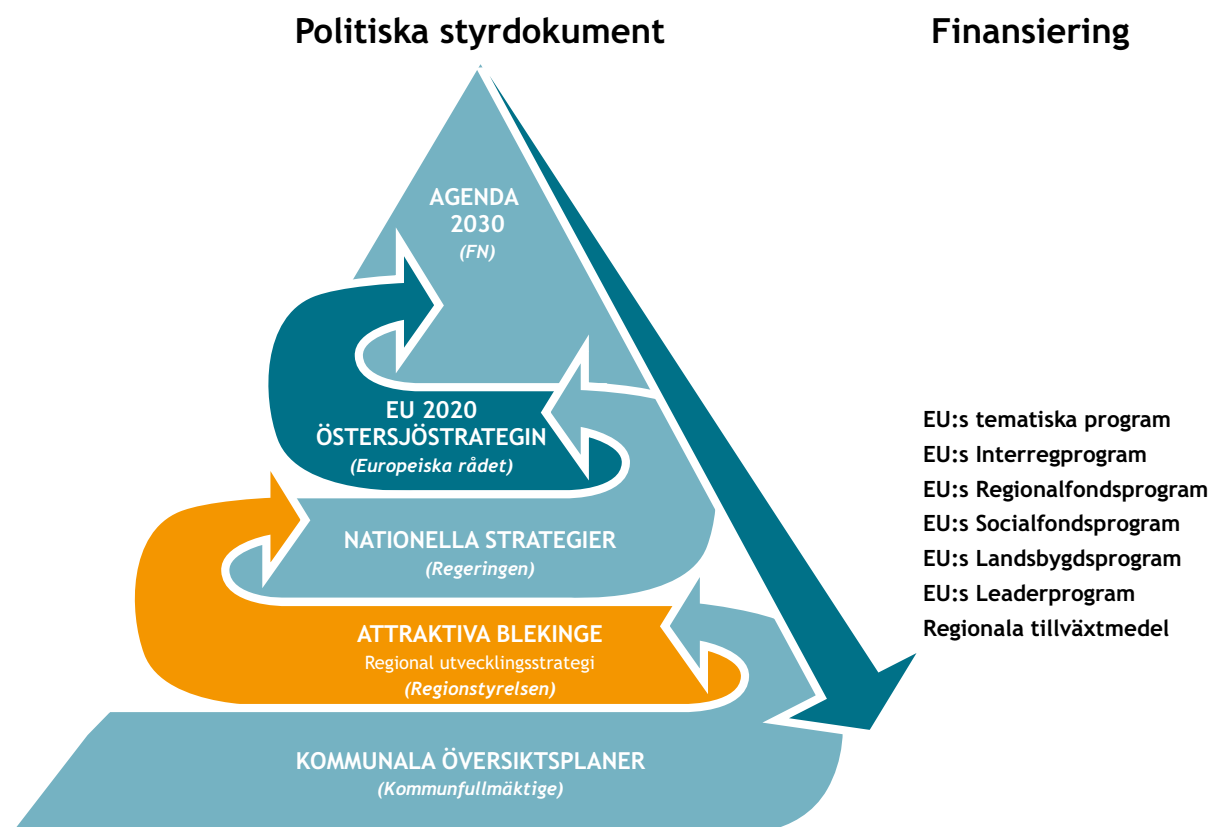 Politiska styrdokument
Finansiering
AGENDA
2030
(FN)
EU 2020
ÖSTERSJÖSTRATEGIN
(Europeiska rådet)
NATIONELLA STRATEGIER
(Regeringen)
ATTRAKTIVA BLEKINGE
Regional utvecklingsstrategi
(Regionstyrelsen)
KOMMUNALA ÖVERSIKTSPLANER
(Kommunfullmäktige)
EU:s tematiska program
EU:s Interregprogram
EU:s Regionalfondsprogram
EU:s Socialfondsprogram
EU:s Landsbygdsprogram
EU:s Leaderprogram
Regionala tillväxtmedel